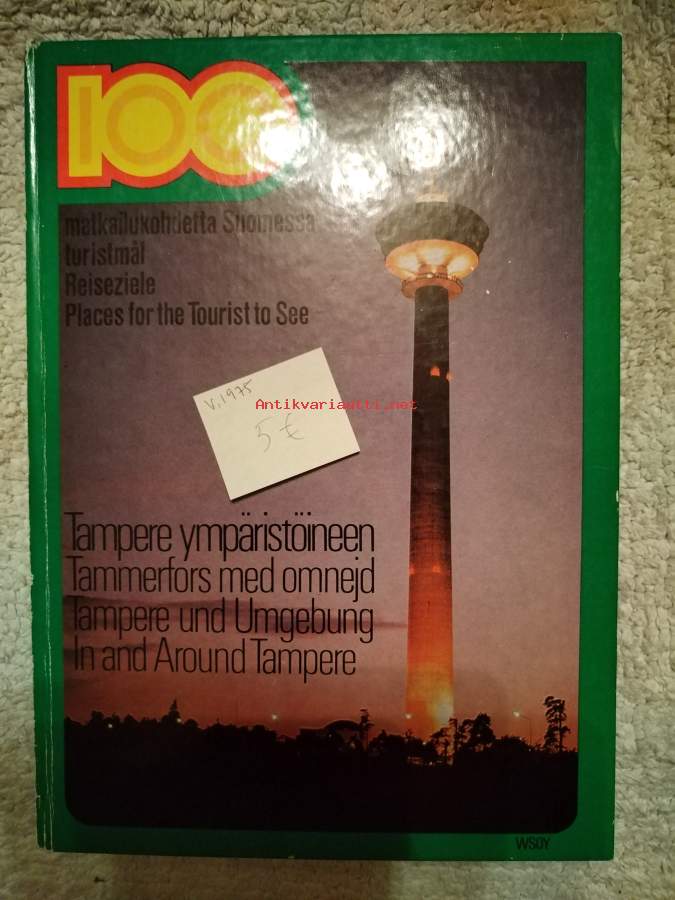 100
matkailukohdetta Suomessa
turistmål
Reiseziele
Places for the Tourist to See
v. 1975
Antikvariaatti.net
5 €
Tampere ympäristöineen
Tammerfors med omnejd
Tampere und Umgebung
In and Around Tampere
WSOY